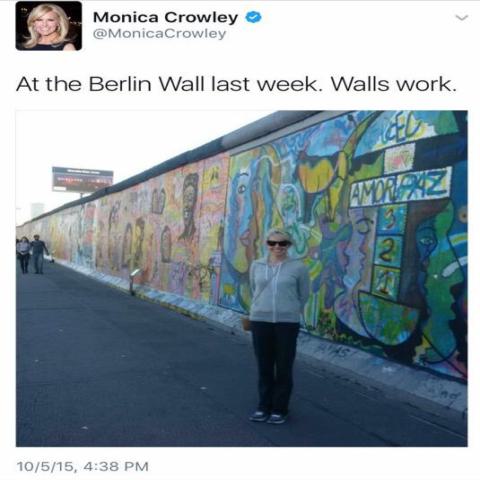 Monica Crowley
@MonicaCrowley
At the Berlin Wall last week. Walls work.
AMOR PAZ
3
2
1
10/5/15, 4:38 PM